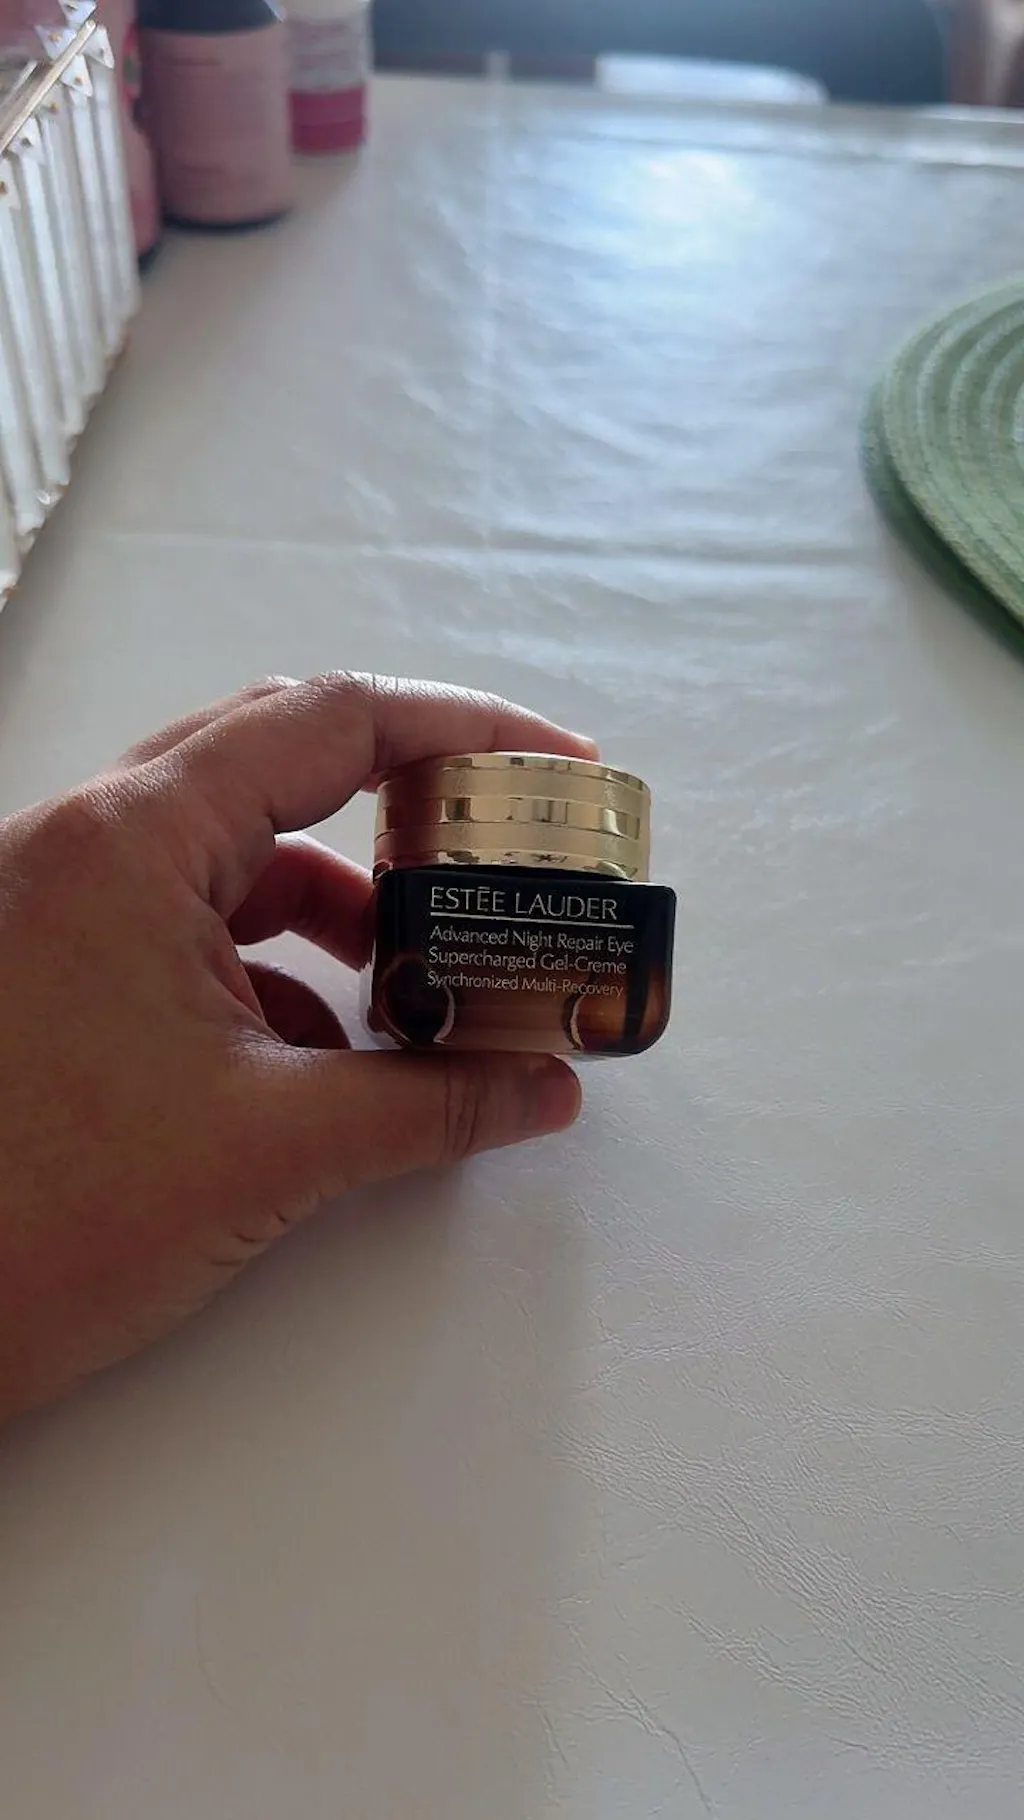 ESTĒE LAUDER
Advanced Night Repair Eye
Supercharged Gel-Creme
Synchronized Multi-Recovery